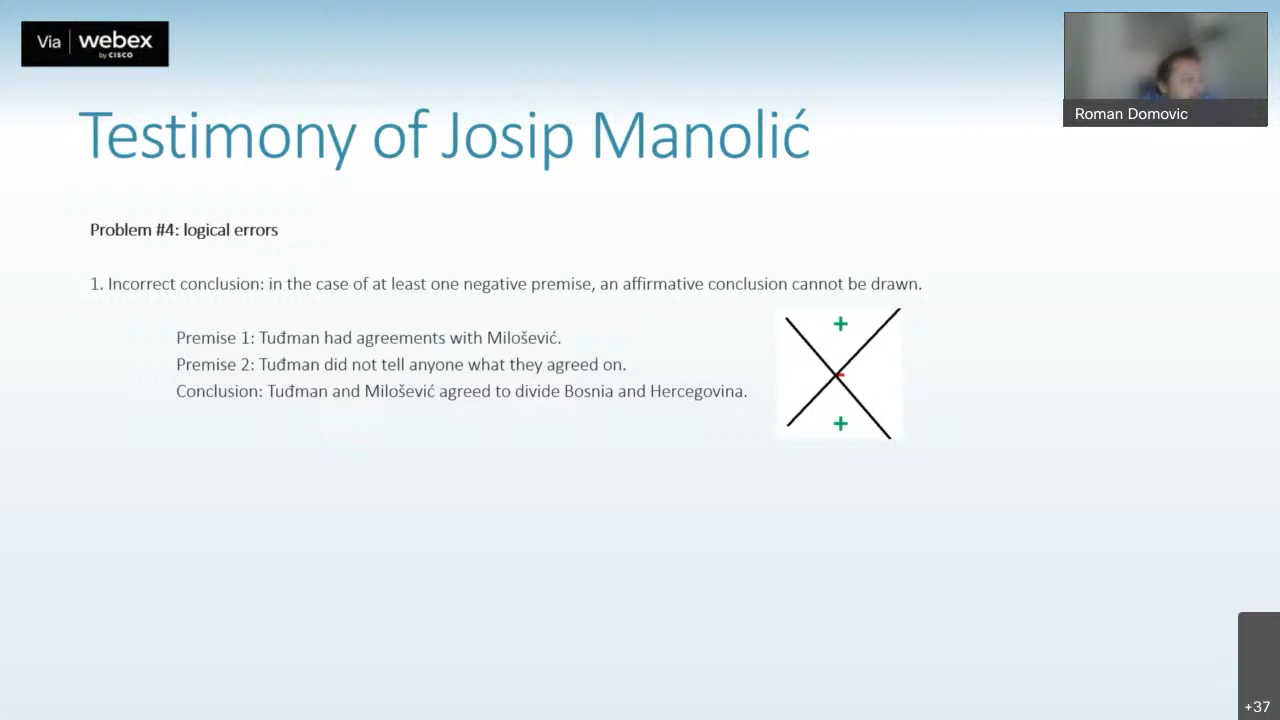 Via | webex
by CISCO
Roman Domovic
Testimony of Josip Manolić
Problem #4: logical errors
1. Incorrect conclusion: in the case of at least one negative premise, an affirmative conclusion cannot be drawn.
Premise 1: Tuđman had agreements with Milošević.
Premise 2: Tuđman did not tell anyone what they agreed on.
Conclusion: Tuđman and Milošević agreed to divide Bosnia and Hercegovina.
+
-
+
+37